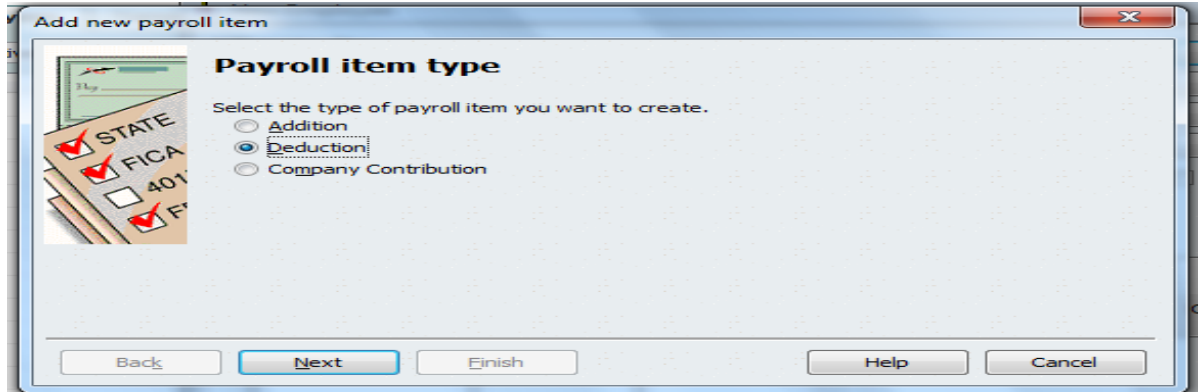 Add new payroll item
Payroll item type
Select the type of payroll item you want to create.
Addition
Deduction
Company Contribution
STATE
FICA
401
Back Next Finish Help Cancel